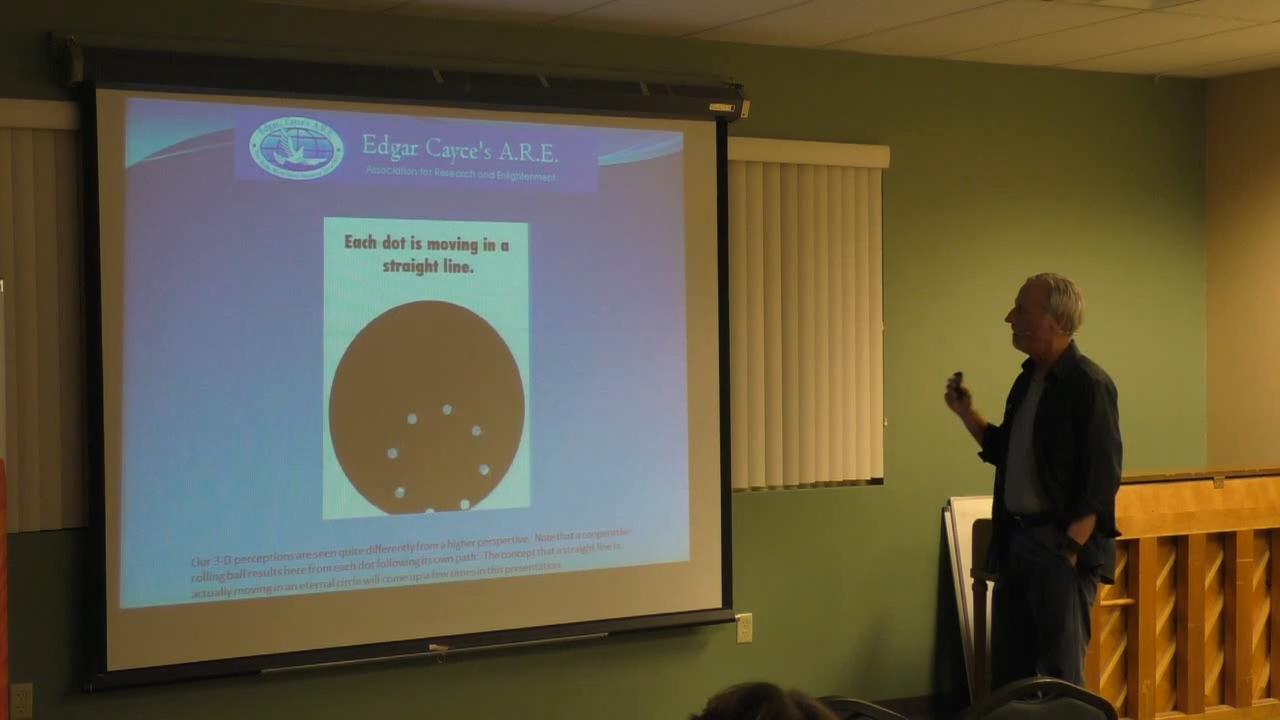 Edgar Cayce's A.R.E.
Edgar Cayce's A.R.E.
Association for Research and Enlightenment
Each dot is moving in a
straight line.
Our 3-D perceptions are seen quite differently from a higher perspective. Note that a cooperative
rolling ball results here from each dot following its own path. The concept that a straight line is
actually moving in an eternal circle will come up a few times in this presentation.